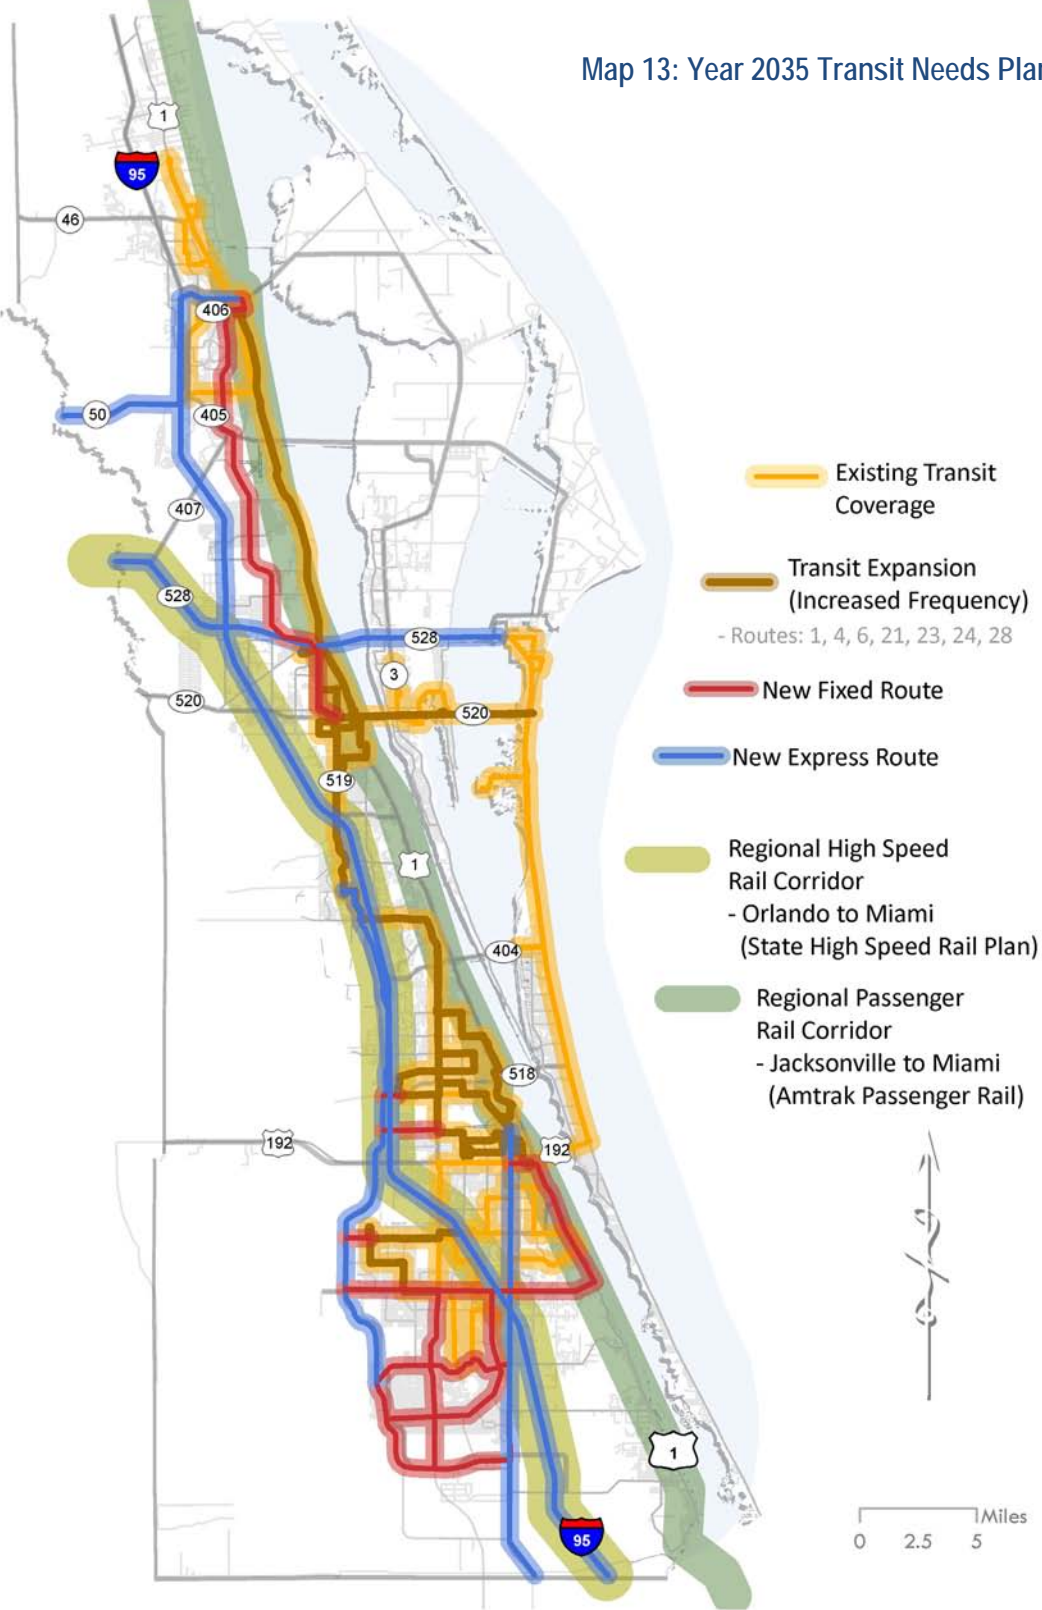 Map 13: Year 2035 Transit Needs Plan
1
95
46
406
50
405
407
528
528
3
520
520
519
1
404
518
192
192
1
95
Existing Transit
Coverage
Transit Expansion
(Increased Frequency)
- Routes: 1, 4, 6, 21, 23, 24, 28
New Fixed Route
New Express Route
Regional High Speed
Rail Corridor
- Orlando to Miami
(State High Speed Rail Plan)
Regional Passenger
Rail Corridor
- Jacksonville to Miami
(Amtrak Passenger Rail)
Miles
0 2.5 5